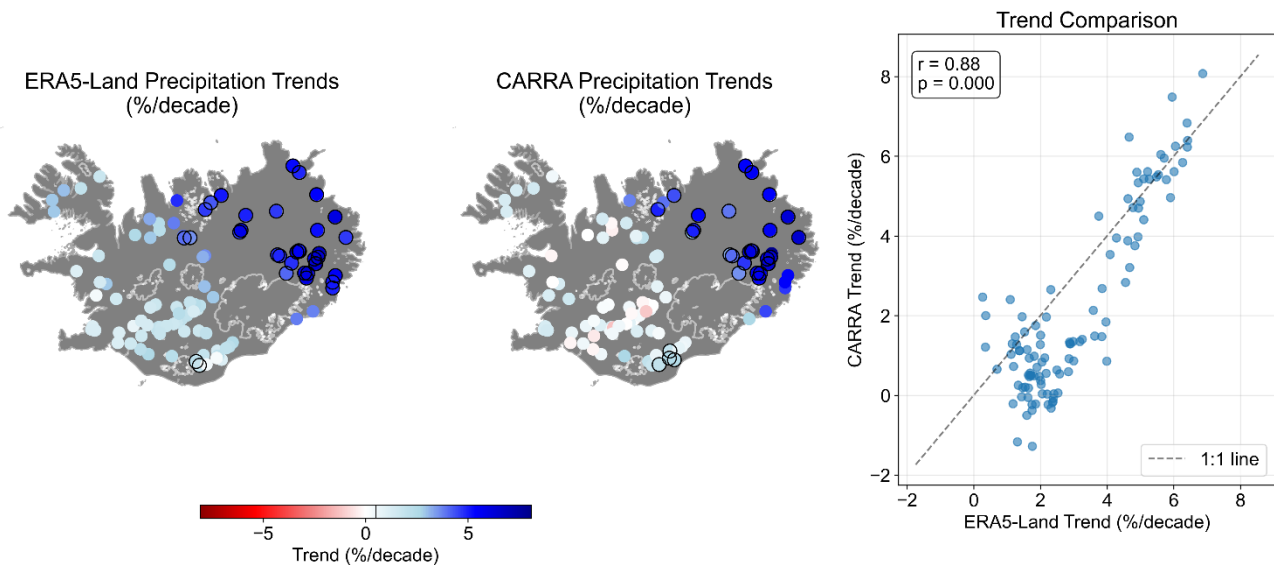 ERA5-Land Precipitation Trends
(%/decade)
CARRA Precipitation Trends
(%/decade)
−5
0
5
Trend (%/decade)
Trend Comparison
r = 0.88
p = 0.000
8
6
4
2
0
−2
CARRA Trend (%/decade)
1:1 line
−2
0
2
4
6
8
ERA5-Land Trend (%/decade)